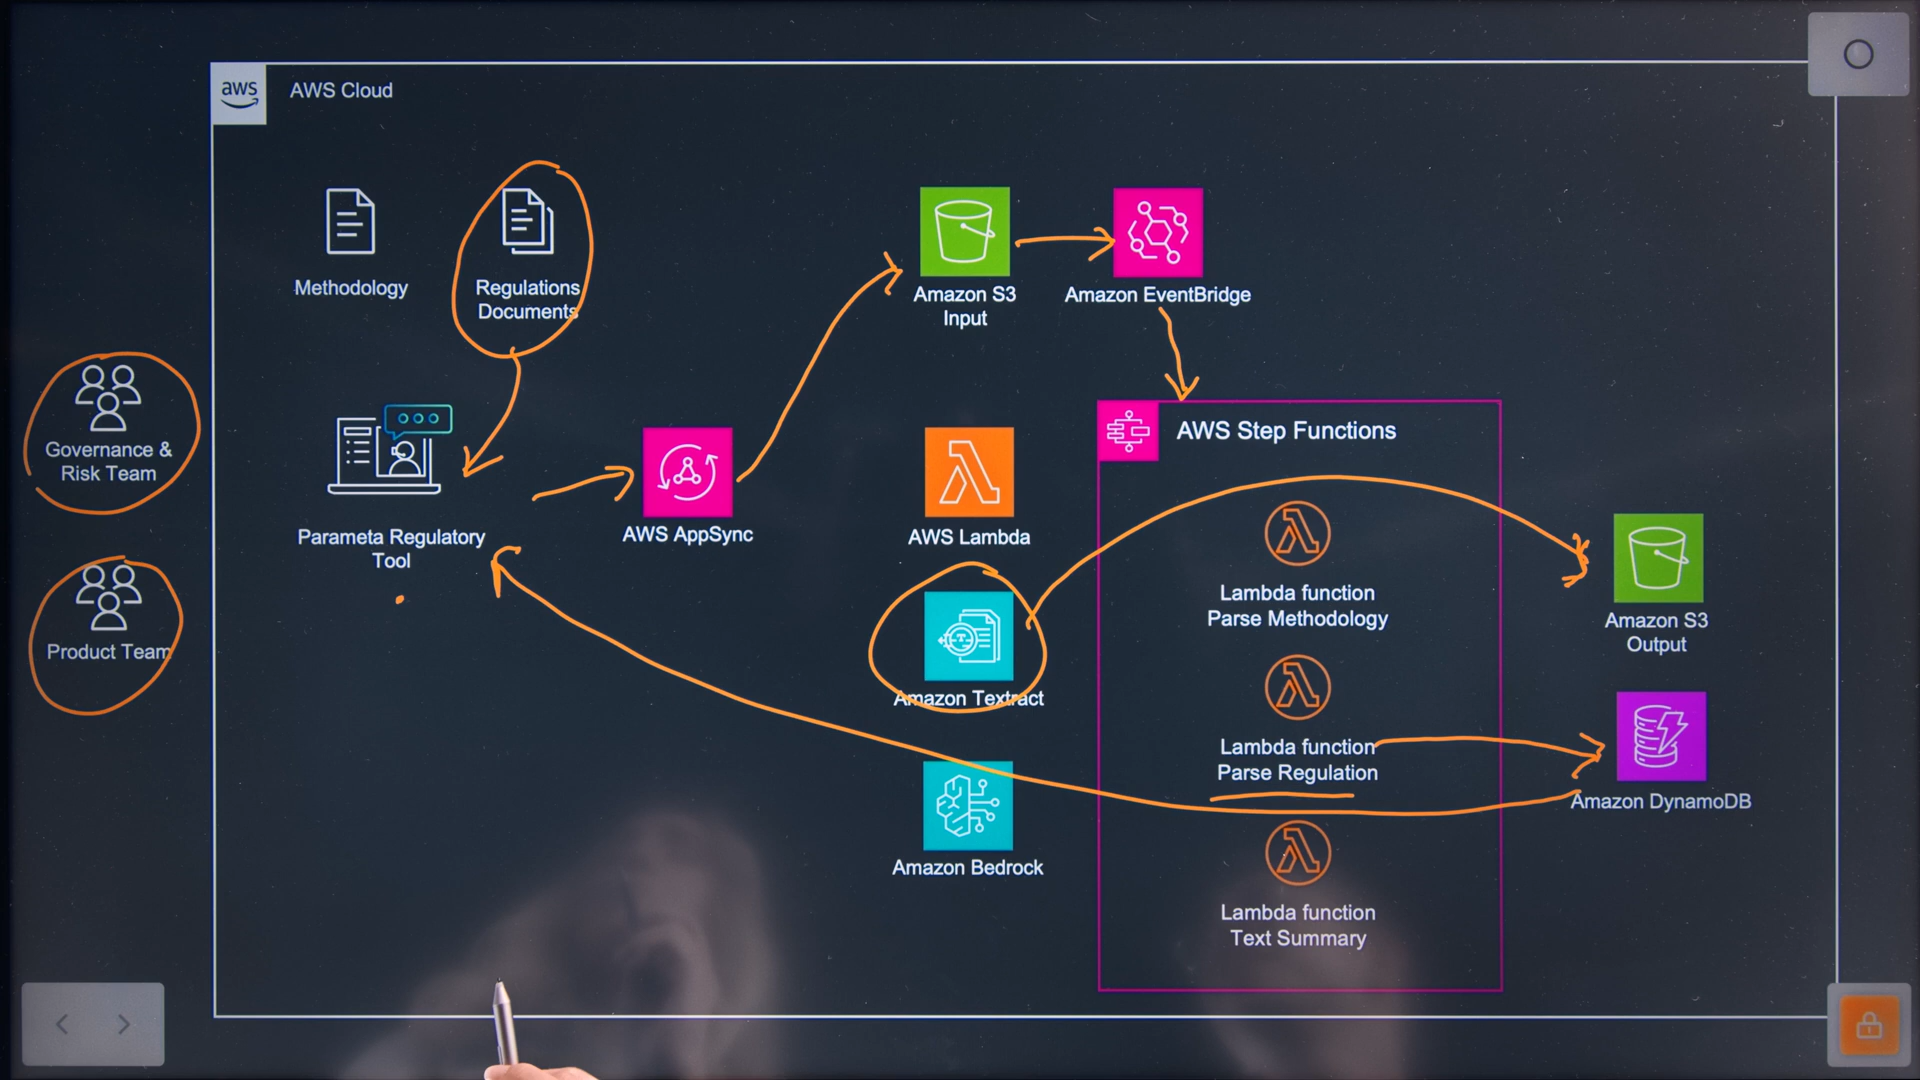 aws
AWS Cloud
Methodology
Regulations
Documents
Amazon S3
Input
Amazon EventBridge
Governance &
Risk Team
Product Team
Parameta Regulatory
Tool
AWS AppSync
AWS Lambda
Amazon Textract
Amazon Bedrock
AWS Step Functions
Lambda function
Parse Methodology
Lambda function
Parse Regulation
Lambda function
Text Summary
Amazon S3
Output
Amazon DynamoDB